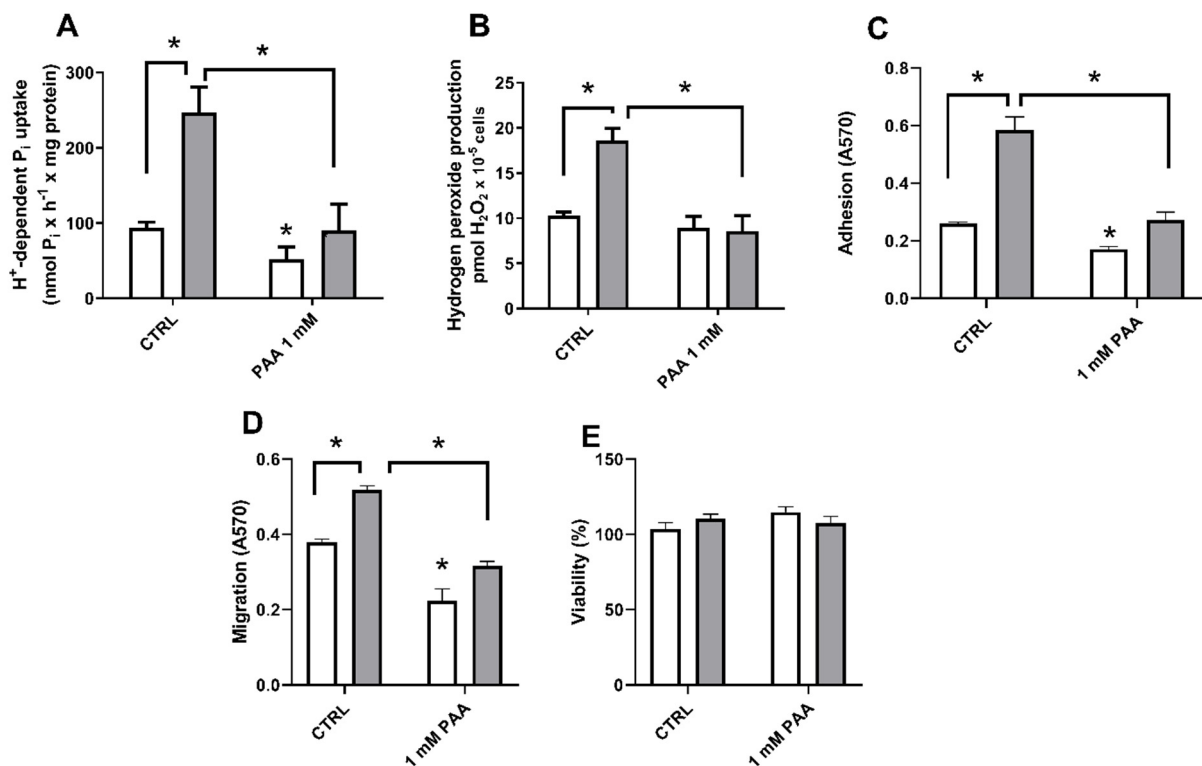 A
H⁺-dependent Pᵢ uptake
(nmol Pᵢ x h⁻¹ x mg protein)
300
200
100
0
*
*
*
CTRL
PAA 1 mM
B
Hydrogen peroxide production
pmol H₂O₂ x 10⁻⁵ cells
25
20
15
10
5
0
*
*
CTRL
PAA 1 mM
C
Adhesion (A570)
0.8
0.6
0.4
0.2
0.0
*
*
*
CTRL
1 mM PAA
D
Migration (A570)
0.6
0.4
0.2
0.0
*
*
*
CTRL
1 mM PAA
E
Viability (%)
150
100
50
0
CTRL
1 mM PAA